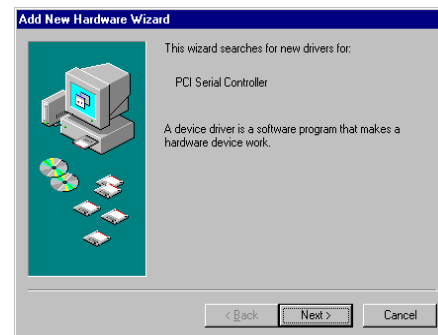 Add New Hardware Wizard
This wizard searches for new drivers for:
PCI Serial Controller
A device driver is a software program that makes a
hardware device work.
< Back
Next >
Cancel